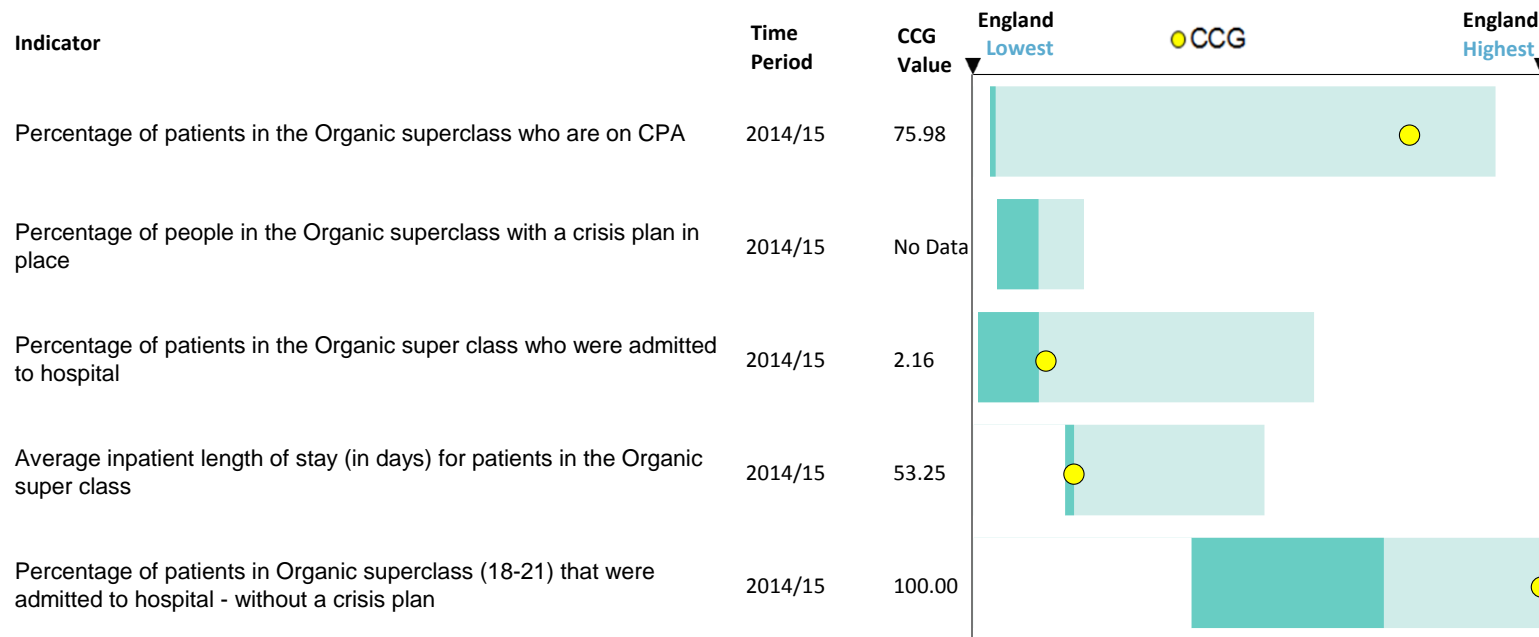 Indicator
Time
Period
CCG
Value
England
Lowest
CCG
England
Highest
Percentage of patients in the Organic superclass who are on CPA
2014/15
75.98
Percentage of people in the Organic superclass with a crisis plan in
place
2014/15
No Data
Percentage of patients in the Organic super class who were admitted
to hospital
2014/15
2.16
Average inpatient length of stay (in days) for patients in the Organic
super class
2014/15
53.25
Percentage of patients in Organic superclass (18-21) that were
admitted to hospital - without a crisis plan
2014/15
100.00